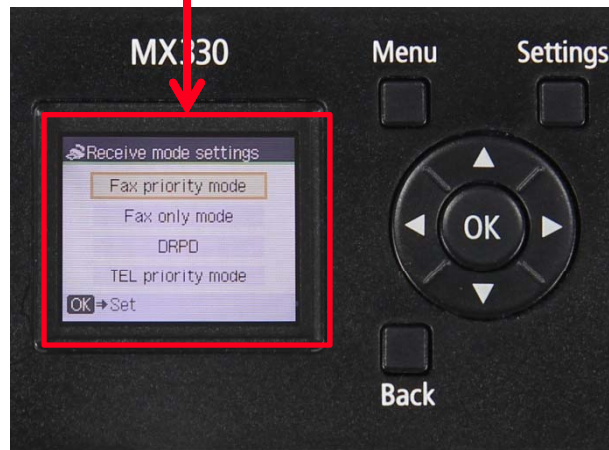 MX330
Menu
Settings
Receive mode settings
Fax priority mode
Fax only mode
DRPD
TEL priority mode
OK ➔ Set
OK
Back